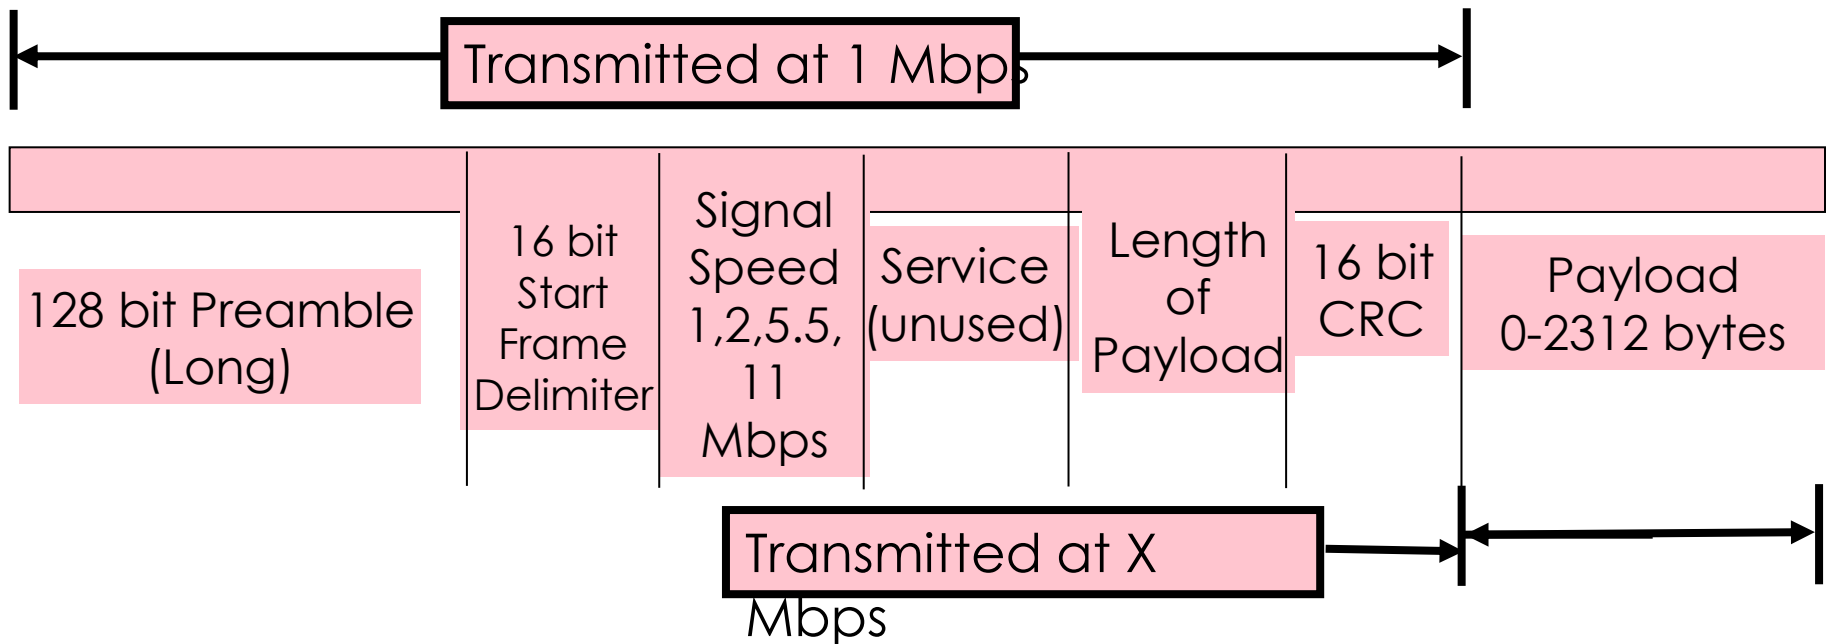 Transmitted at 1 Mbps
128 bit Preamble
(Long)
16 bit
Start
Frame
Delimiter
Signal
Speed
1,2,5.5,
11
Mbps
Service
(unused)
Length
of
Payload
16 bit
CRC
Payload
0-2312 bytes
Transmitted at X
Mbps